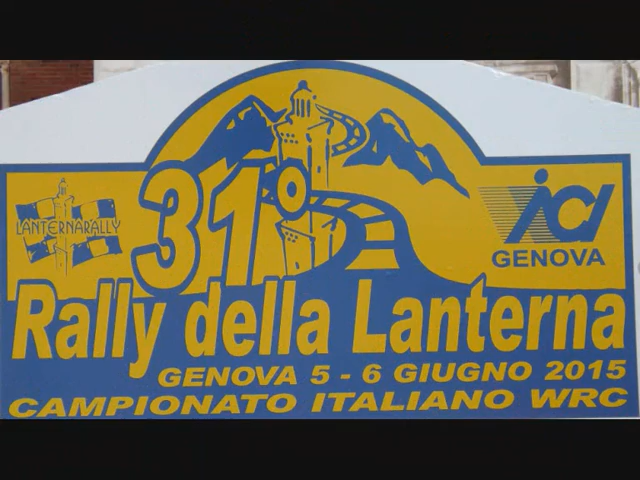 31°
LANTERNARALLY
ACI
GENOVA
Rally della Lanterna
GENOVA 5 - 6 GIUGNO 2015
CAMPIONATO ITALIANO WRC